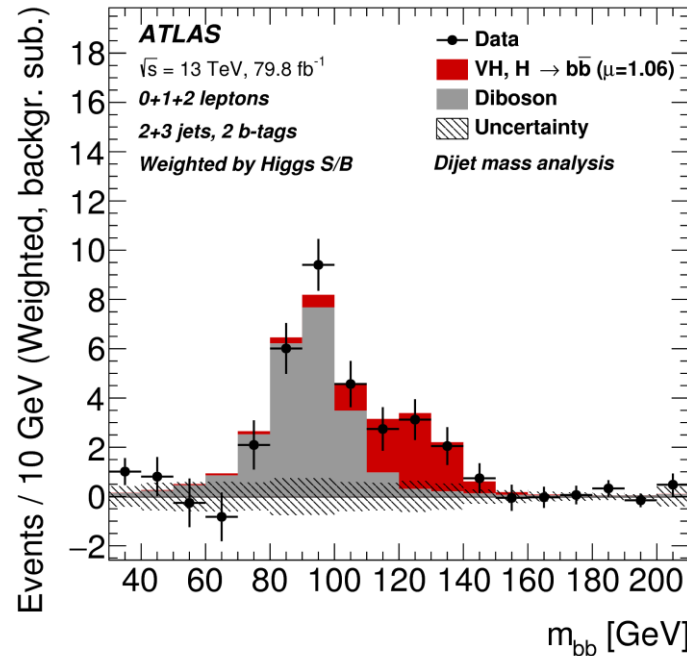 ATLAS
√s = 13 TeV, 79.8 fb⁻¹
0+1+2 leptons
2+3 jets, 2 b-tags
Weighted by Higgs S/B
Data
VH, H → bb̄ (μ=1.06)
Diboson
Uncertainty
Dijet mass analysis
Events / 10 GeV (Weighted, backgr. sub.)
18
16
14
12
10
8
6
4
2
0
−2
40 60 80 100 120 140 160 180 200
m_bb [GeV]